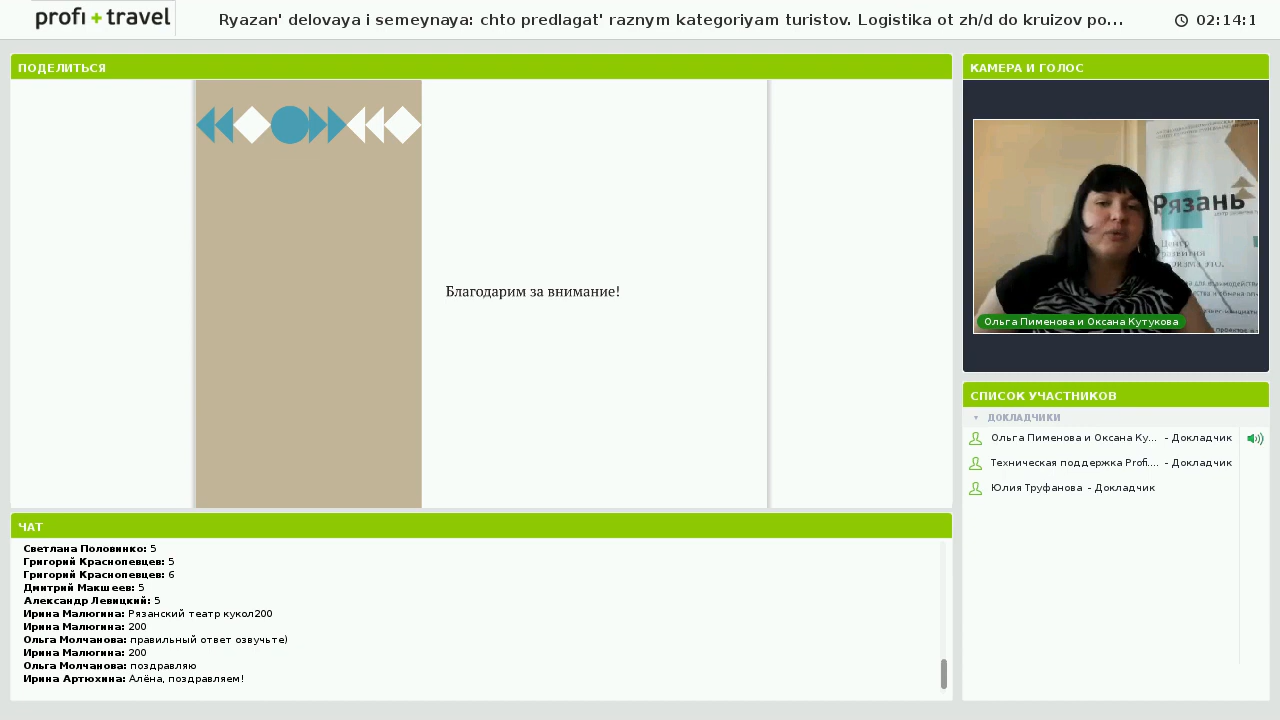 profi + travel
Ryazan' delovaya i semeynaya: chto predlagat' raznym kategoriyam turistov. Logistika ot zh/d do kruizov po...
02:14:1
ПОДЕЛИТЬСЯ
Благодарим за внимание!
КАМЕРА И ГОЛОС
Рязань
Центр
развития
Ольга Пименова и Оксана Кутукова
СПИСОК УЧАСТНИКОВ
ДОКЛАДЧИКИ
Ольга Пименова и Оксана Ку... - Докладчик
Техническая поддержка Profi.... - Докладчик
Юлия Труфанова - Докладчик
ЧАТ
Светлана Половинко: 5
Григорий Краснопевцев: 5
Григорий Краснопевцев: 6
Дмитрий Макшеев: 5
Александр Левицкий: 5
Ирина Малюгина: Рязанский театр кукол200
Ирина Малюгина: 200
Ольга Молчанова: правильный ответ озвучьте)
Ирина Малюгина: 200
Ольга Молчанова: поздравляю
Ирина Артюхина: Алёна, поздравляем!